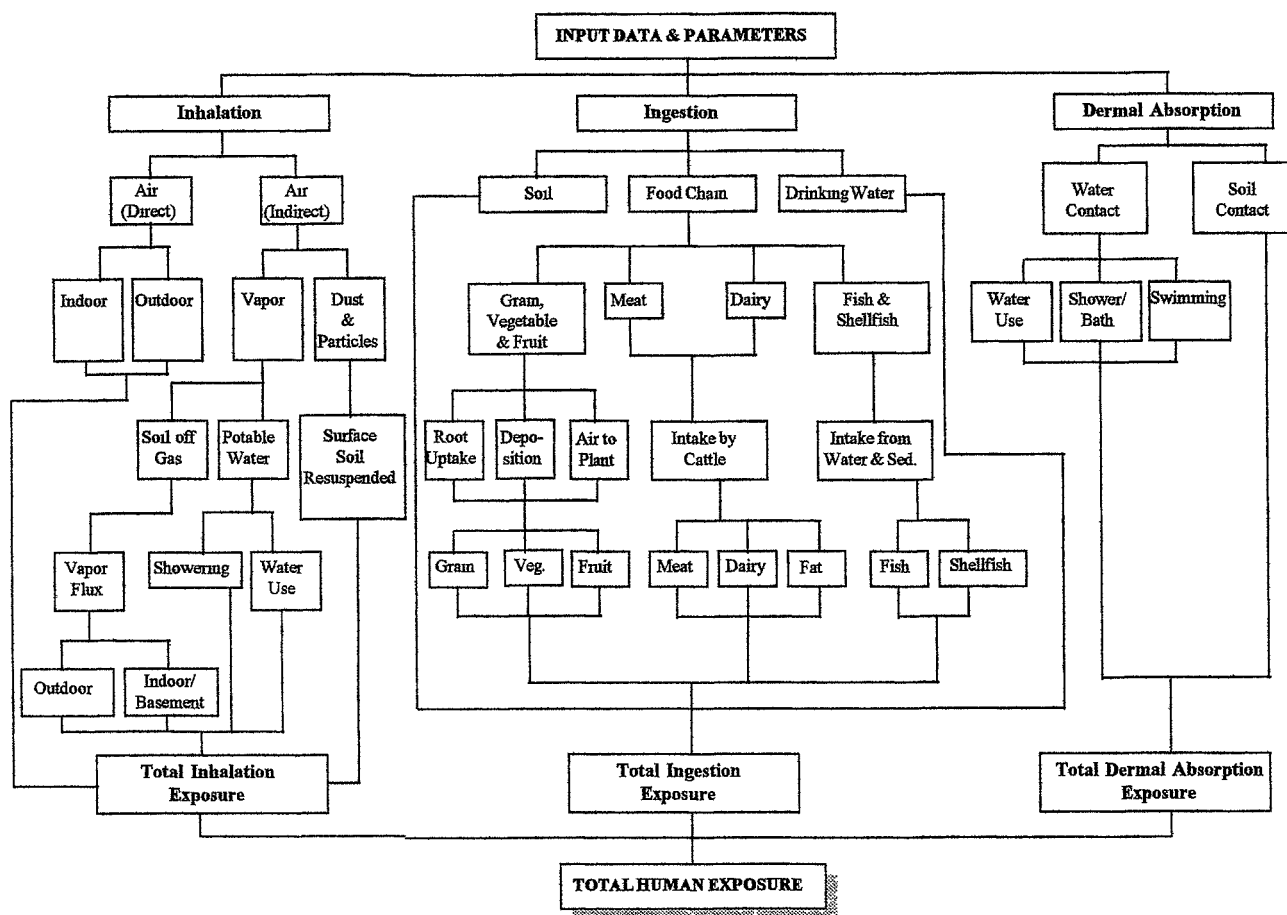 INPUT DATA & PARAMETERS
Inhalation
Ingestion
Dermal Absorption
Air
(Direct)
Air
(Indirect)
Soil
Food Chain
Drinking Water
Water
Contact
Soil
Contact
Indoor
Outdoor
Vapor
Dust
&
Particles
Grain,
Vegetable
& Fruit
Meat
Dairy
Fish &
Shellfish
Water
Use
Shower/
Bath
Swimming
Soil off
Gas
Potable
Water
Surface
Soil
Resuspended
Root
Uptake
Depo-
sition
Air to
Plant
Intake by
Cattle
Intake from
Water & Sed.
Vapor
Flux
Showering
Water
Use
Grain
Veg.
Fruit
Meat
Dairy
Fat
Fish
Shellfish
Outdoor
Indoor/
Basement
Total Inhalation
Exposure
Total Ingestion
Exposure
Total Dermal Absorption
Exposure
TOTAL HUMAN EXPOSURE